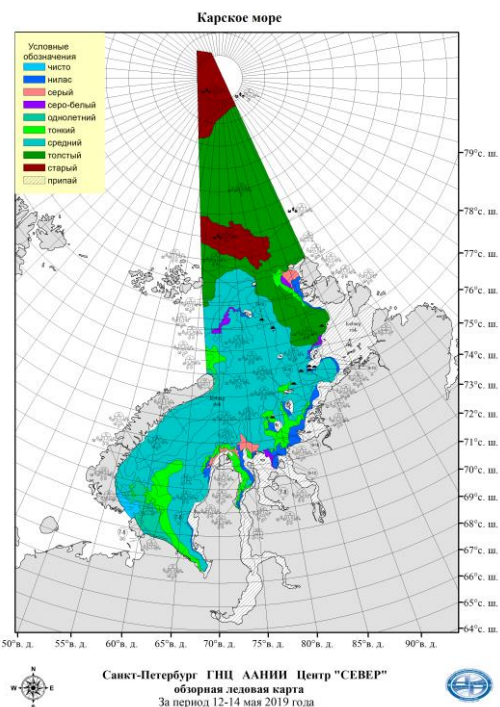 Карское море
Условные
обозначения
чисто
нилас
серый
серо-белый
однолетний
тонкий
средний
толстый
старый
припай
79°с. ш.
78°с. ш.
77°с. ш.
76°с. ш.
75°с. ш.
74°с. ш.
73°с. ш.
72°с. ш.
71°с. ш.
70°с. ш.
69°с. ш.
68°с. ш.
67°с. ш.
66°с. ш.
65°с. ш.
64°с. ш.
50°в. д. 55°в. д. 60°в. д. 65°в. д. 70°в. д. 75°в. д. 80°в. д. 85°в. д. 90°в. д.
N
W E
S
Санкт-Петербург ГНЦ ААНИИ Центр "СЕВЕР"
обзорная ледовая карта
За период 12-14 мая 2019 года